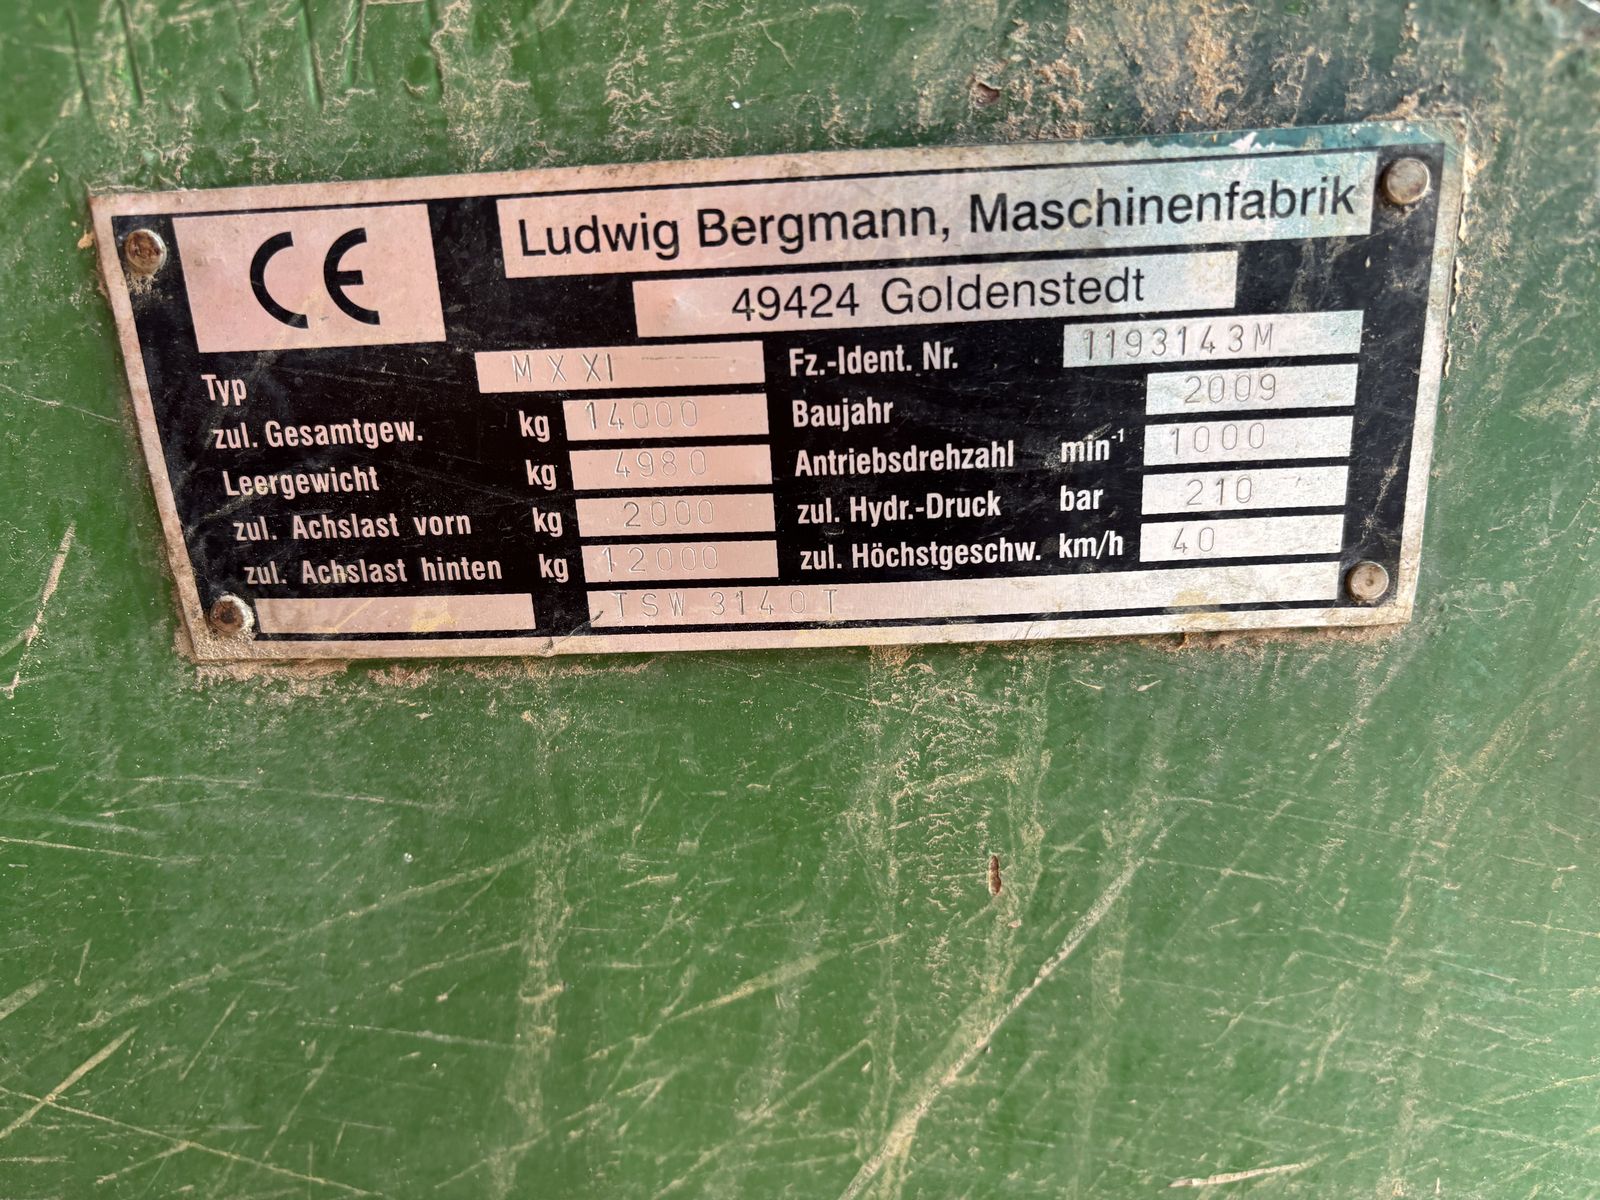 CE
Ludwig Bergmann, Maschinenfabrik
49424 Goldenstedt
Typ M X XI
Fz.-Ident. Nr. 1193143M
zul. Gesamtgew. kg 14000
Baujahr 2009
Leergewicht kg 4980
Antriebsdrehzahl min⁻¹ 1000
zul. Achslast vorn kg 2000
zul. Hydr.-Druck bar 210
zul. Achslast hinten kg 12000
zul. Höchstgeschw. km/h 40
TSW 3140T